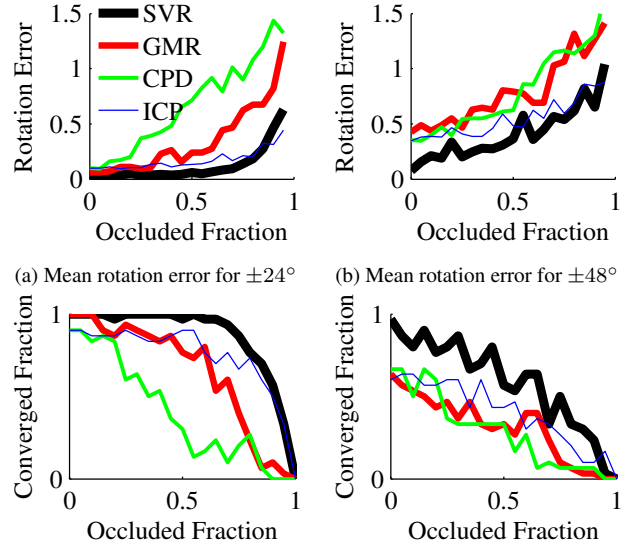 1.5
1
0.5
0
Rotation Error
SVR
GMR
CPD
ICP
0 0.5 1
Occluded Fraction
1.5
1
0.5
0
Rotation Error
0 0.5 1
Occluded Fraction
(a) Mean rotation error for ±24°
(b) Mean rotation error for ±48°
1
0
Converged Fraction
0 0.5 1
Occluded Fraction
1
0
Converged Fraction
0 0.5 1
Occluded Fraction